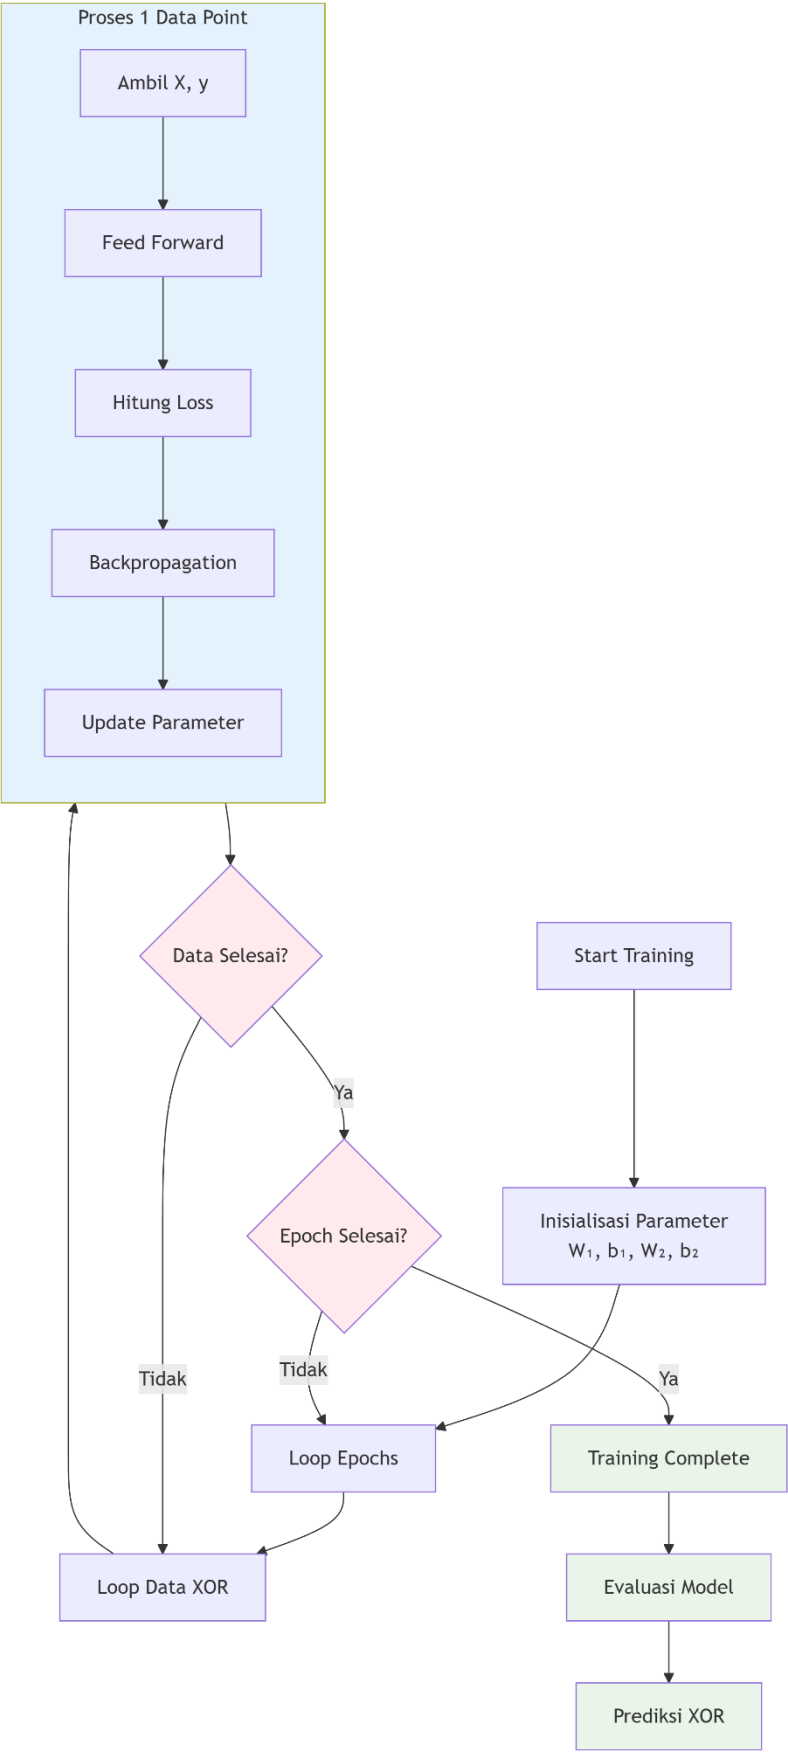 Proses 1 Data Point
Ambil X, y
Feed Forward
Hitung Loss
Backpropagation
Update Parameter
Data Selesai?
Start Training
Ya
Inisialisasi Parameter
W₁, b₁, W₂, b₂
Epoch Selesai?
Tidak
Tidak
Ya
Loop Epochs
Training Complete
Loop Data XOR
Evaluasi Model
Prediksi XOR